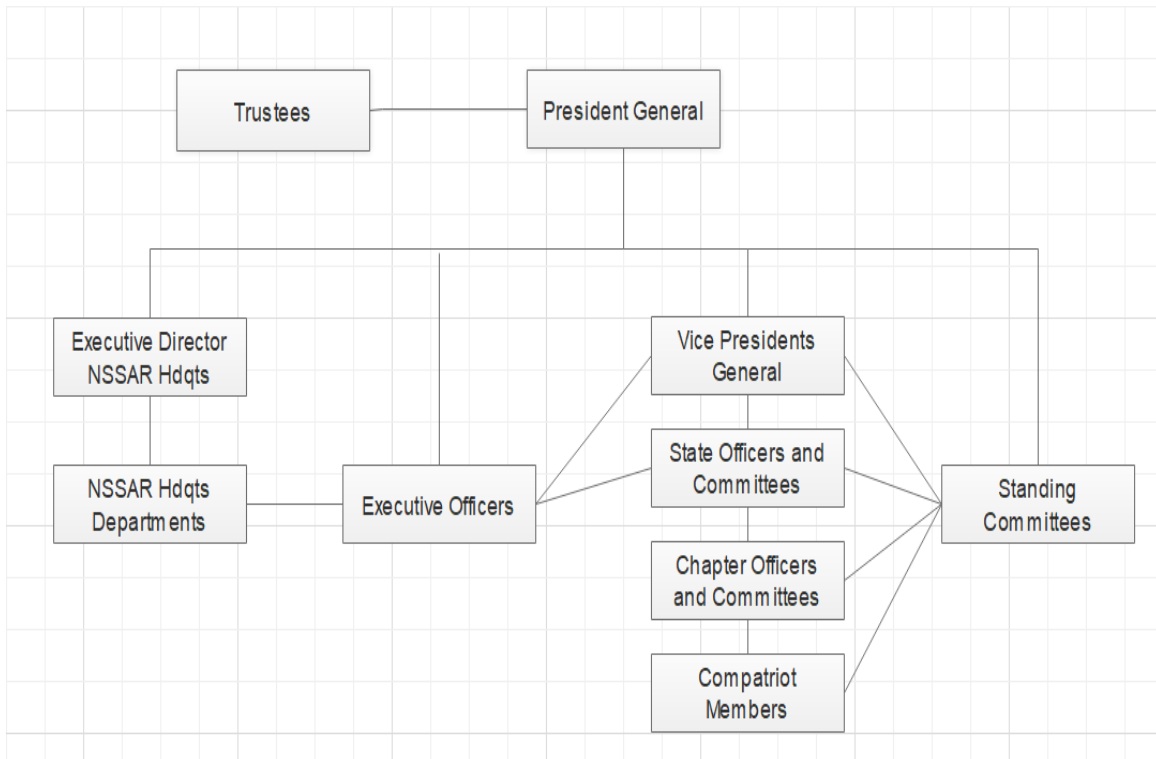 Trustees
President General
Executive Director
NSSAR Hdqts
Vice Presidents
General
State Officers and
Committees
NSSAR Hdqts
Departments
Executive Officers
Standing
Committees
Chapter Officers
and Committees
Compatriot
Members